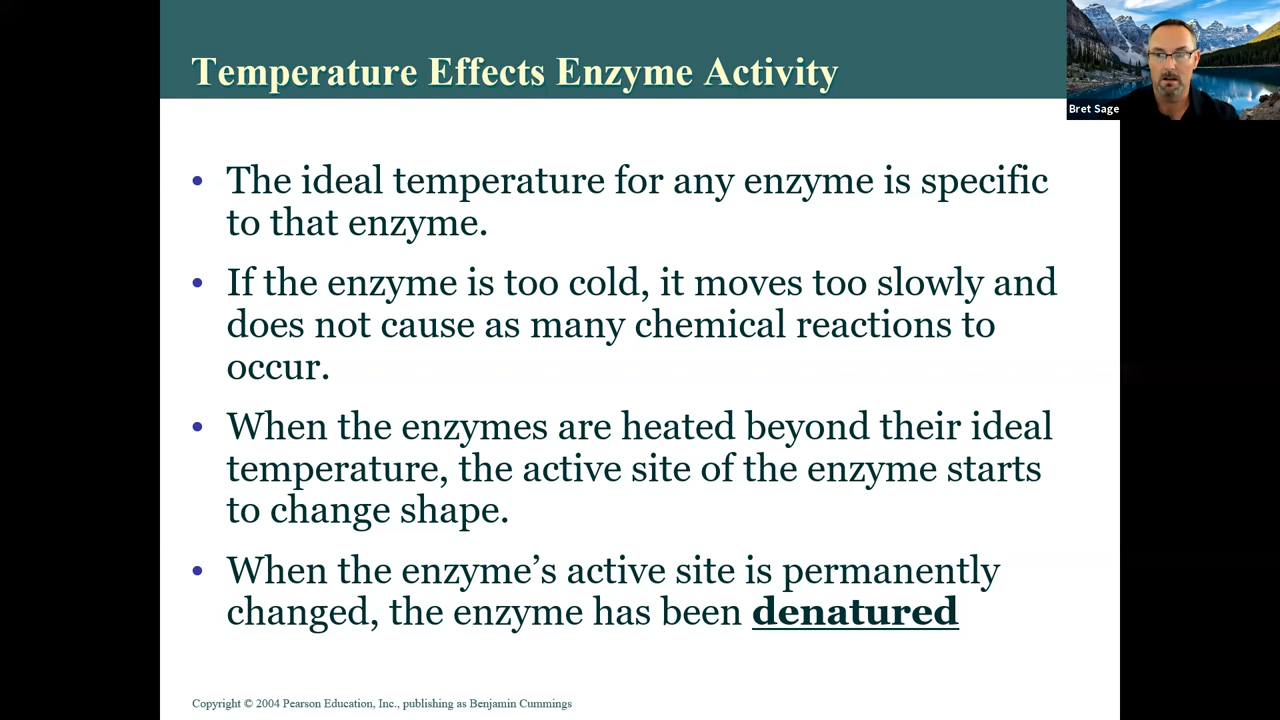 Temperature Effects Enzyme Activity
Bret Sage
• The ideal temperature for any enzyme is specific
to that enzyme.
• If the enzyme is too cold, it moves too slowly and
does not cause as many chemical reactions to
occur.
• When the enzymes are heated beyond their ideal
temperature, the active site of the enzyme starts
to change shape.
• When the enzyme’s active site is permanently
changed, the enzyme has been denatured
Copyright © 2004 Pearson Education, Inc., publishing as Benjamin Cummings